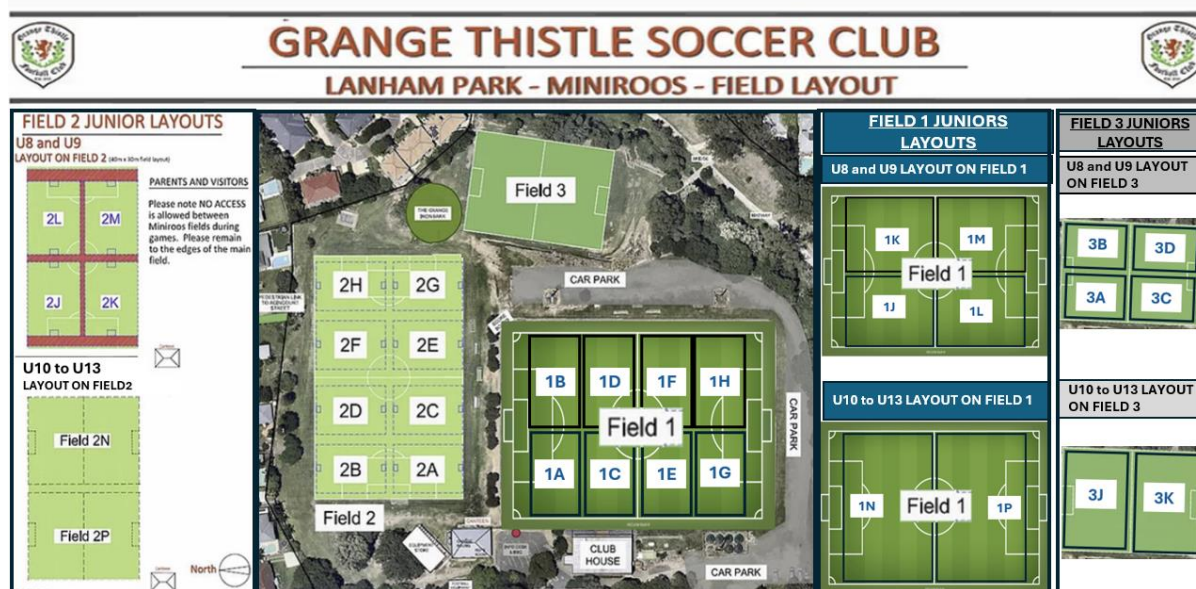 GRANGE THISTLE SOCCER CLUB
LANHAM PARK - MINIROOS - FIELD LAYOUT
FIELD 2 JUNIOR LAYOUTS
U8 and U9
LAYOUT ON FIELD 2
2L
2M
2J
2K
PARENTS AND VISITORS
Please note NO ACCESS
is allowed between
Miniroos fields during
games. Please remain
to the edges of the main
field.
U10 to U13
LAYOUT ON FIELD2
Field 2N
Field 2P
North
Field 3
THE GRANGE
CAR PARK
2H
2G
2F
2E
2D
2C
2B
2A
Field 2
1B
1D
1F
1H
Field 1
1A
1C
1E
1G
CAR PARK
CLUB
HOUSE
CAR PARK
FIELD 1 JUNIORS
LAYOUTS
U8 and U9 LAYOUT ON FIELD 1
1K
1M
Field 1
1J
1L
U10 to U13 LAYOUT ON FIELD 1
1N
Field 1
1P
FIELD 3 JUNIORS
LAYOUTS
U8 and U9 LAYOUT
ON FIELD 3
3B
3D
3A
3C
U10 to U13 LAYOUT
ON FIELD 3
3J
3K